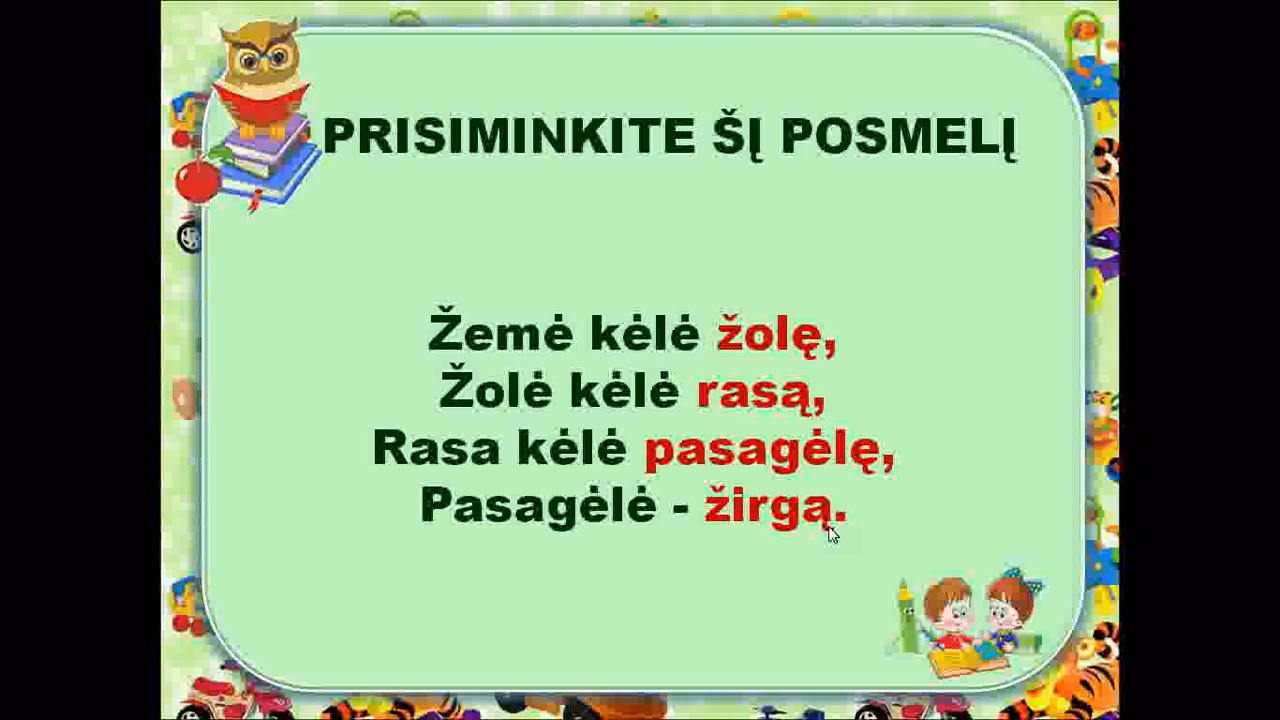 PRISIMINKITE ŠĮ POSMELĮ
Žemė kėlė žolę,
Žolė kėlė rasą,
Rasa kėlė pasagėlę,
Pasagėlė - žirgą.